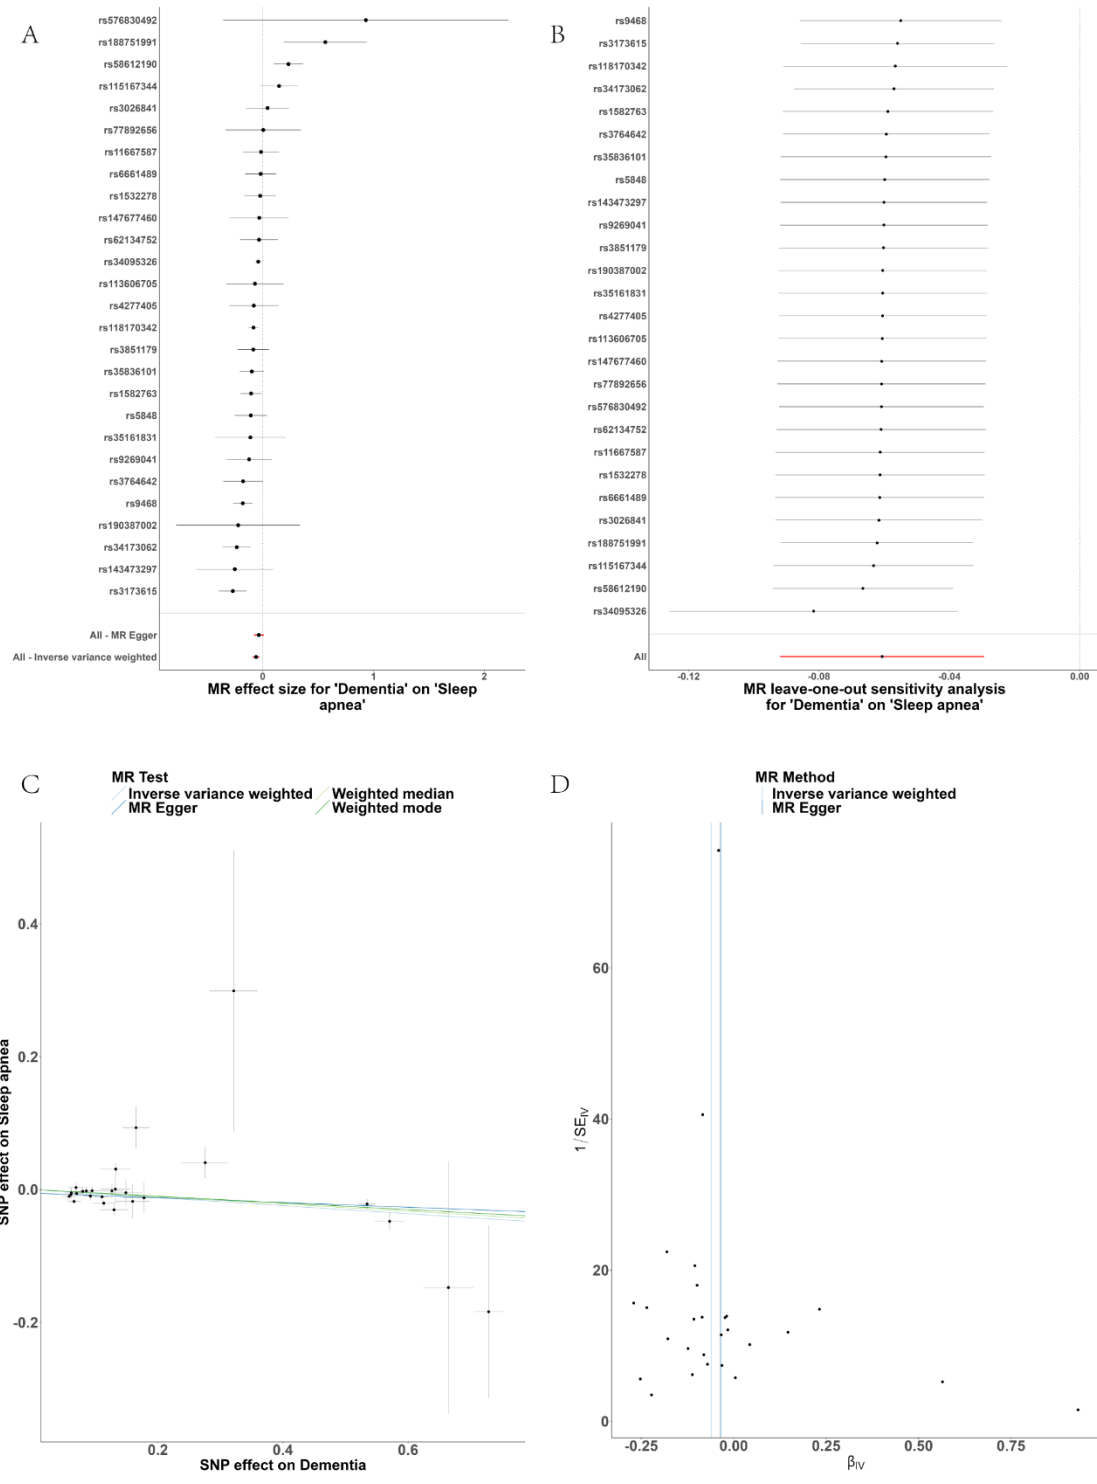 A
rs576830492
rs188751991
rs58612190
rs115167344
rs3026841
rs77892656
rs11667587
rs6661489
rs1532278
rs147677460
rs62134752
rs34095326
rs113606705
rs4277405
rs118170342
rs3851179
rs35836101
rs1582763
rs5848
rs35161831
rs9269041
rs3764642
rs9468
rs190387002
rs34173062
rs143473297
rs3173615
All - MR Egger
All - Inverse variance weighted
0 1 2
MR effect size for 'Dementia' on 'Sleep
apnea'
B
rs9468
rs3173615
rs118170342
rs34173062
rs1582763
rs3764642
rs35836101
rs5848
rs143473297
rs9269041
rs3851179
rs190387002
rs35161831
rs4277405
rs113606705
rs147677460
rs77892656
rs576830492
rs62134752
rs11667587
rs1532278
rs6661489
rs3026841
rs188751991
rs115167344
rs58612190
rs34095326
All
-0.12 -0.08 -0.04 0.00
MR leave-one-out sensitivity analysis
for 'Dementia' on 'Sleep apnea'
C
MR Test
Inverse variance weighted Weighted median
MR Egger Weighted mode
SNP effect on Sleep apnea
0.4
0.2
0.0
-0.2
0.2 0.4 0.6
SNP effect on Dementia
D
MR Method
Inverse variance weighted
MR Egger
1/SE_IV
60
40
20
0
-0.25 0.00 0.25 0.50 0.75
β_IV